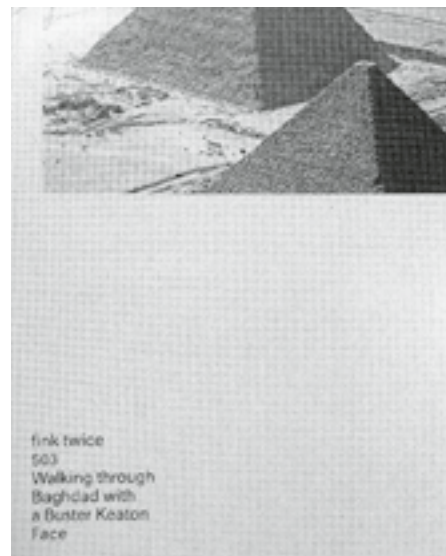 fink twice
503
Walking through
Baghdad with
a Buster Keaton
Face